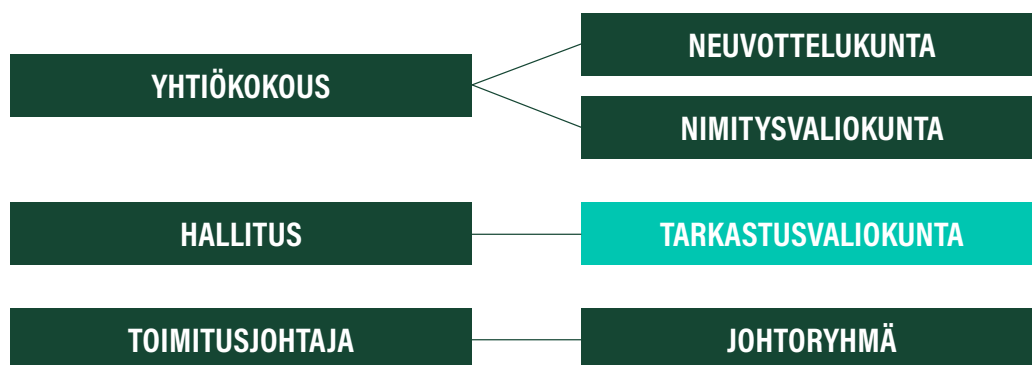 YHTIÖKOKOUS
NEUVOTTELUKUNTA
NIMITYSVALIOKUNTA
HALLITUS
TARKASTUSVALIOKUNTA
TOIMITUSJOHTAJA
JOHTORYHMÄ